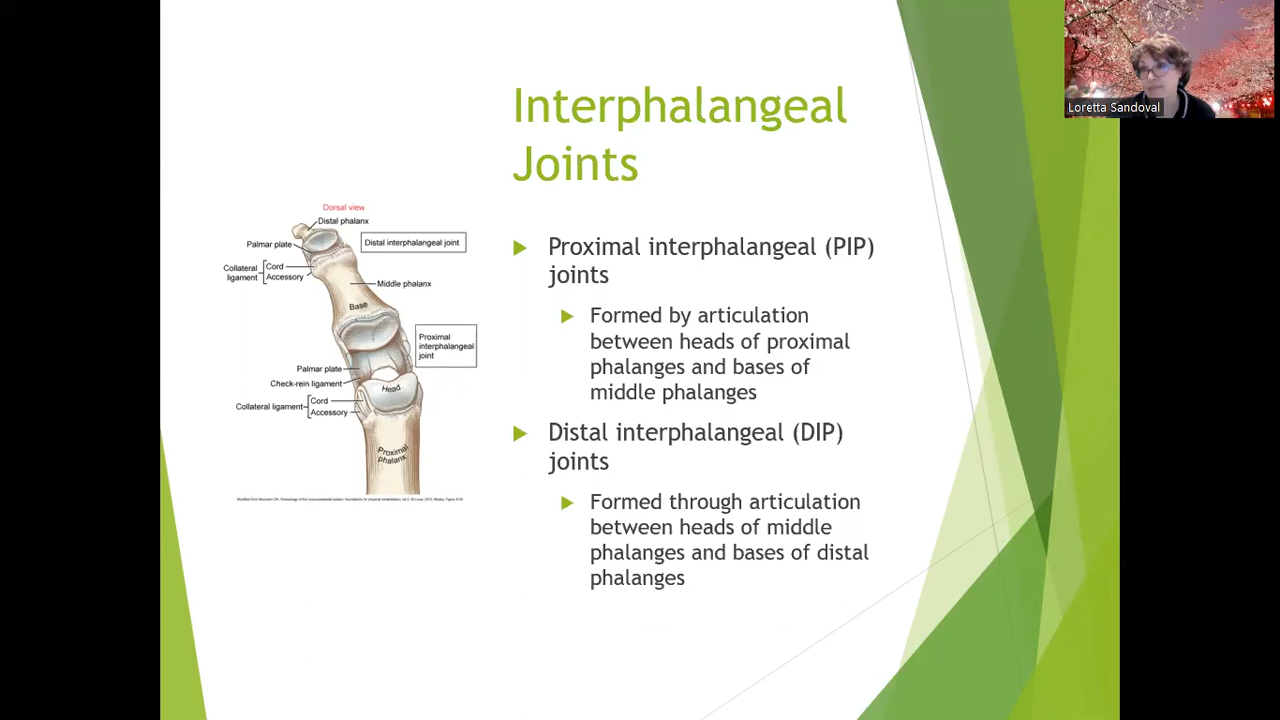 Loretta Sandoval
Interphalangeal
Joints
Proximal interphalangeal (PIP)
joints
Formed by articulation
between heads of proximal
phalanges and bases of
middle phalanges
Distal interphalangeal (DIP)
joints
Formed through articulation
between heads of middle
phalanges and bases of distal
phalanges
Dorsal view
Distal phalanx
Palmar plate
Distal interphalangeal joint
Collateral
ligament
Cord
Accessory
Middle phalanx
Base
Proximal
interphalangeal
joint
Palmar plate
Check-rein ligament
Head
Collateral ligament
Cord
Accessory
Proximal
phalanx